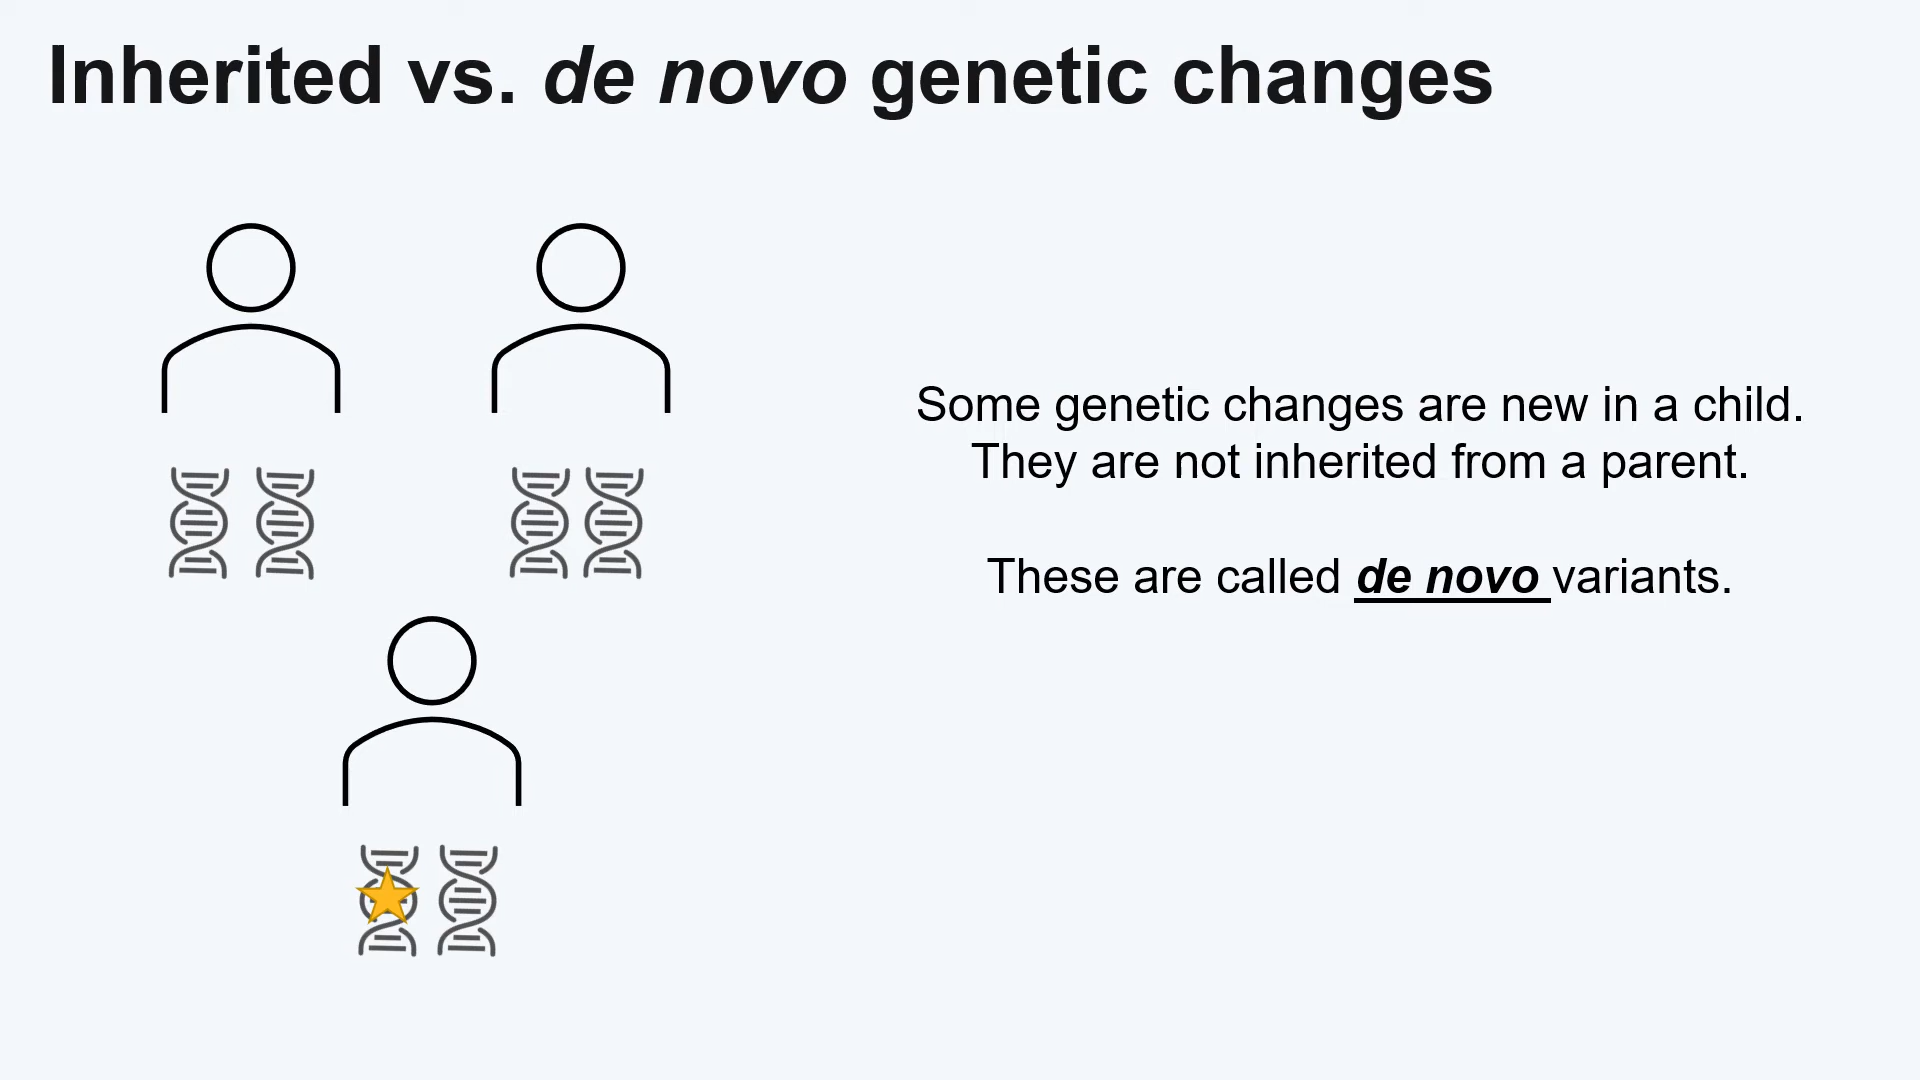 Inherited vs. de novo genetic changes
Some genetic changes are new in a child.
They are not inherited from a parent.
These are called de novo variants.